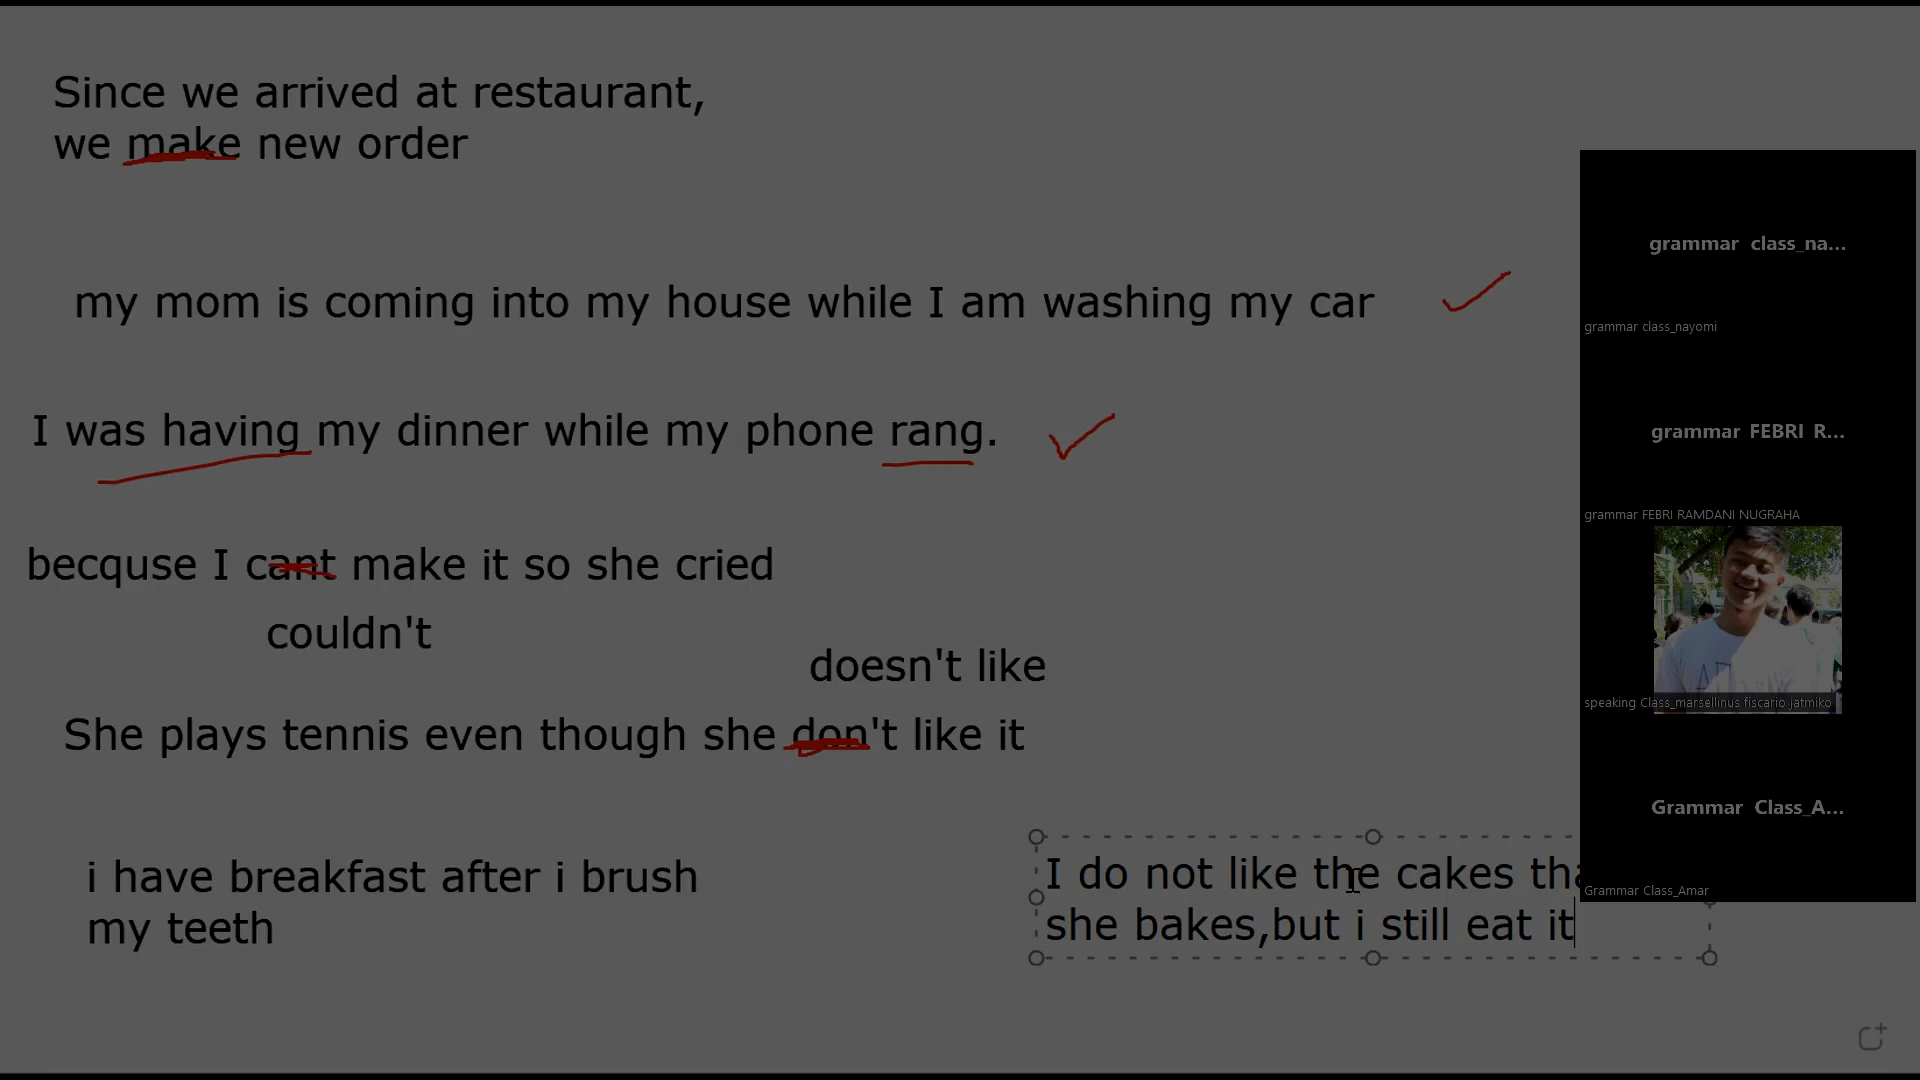 Since we arrived at restaurant,
we make new order
my mom is coming into my house while I am washing my car
I was having my dinner while my phone rang.
becquse I cant make it so she cried
couldn't
doesn't like
She plays tennis even though she don't like it
i have breakfast after i brush
my teeth
I do not like the cakes tha
she bakes,but i still eat it
grammar class_na...
grammar class_nayomi
grammar FEBRI R...
grammar FEBRI RAMDANI NUGRAHA
speaking Class_marsellinus fiscario jatmiko
Grammar Class_A...
Grammar Class_Amar